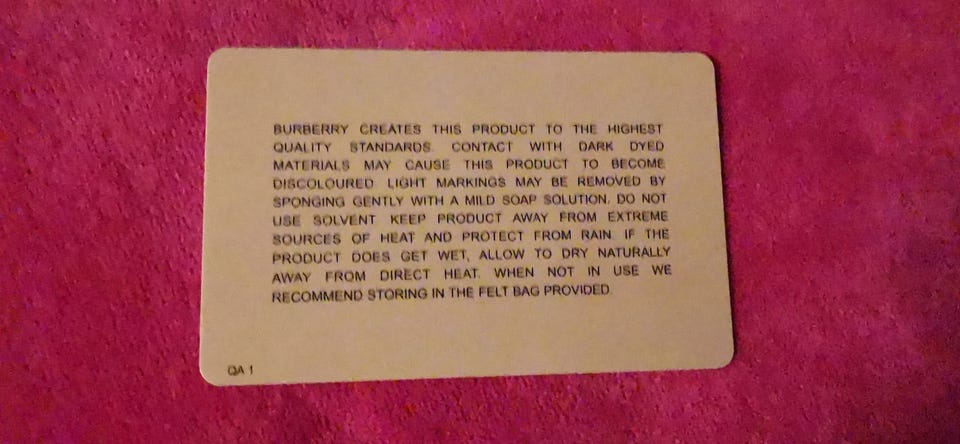 BURBERRY CREATES THIS PRODUCT TO THE HIGHEST
QUALITY STANDARDS. CONTACT WITH DARK DYED
MATERIALS MAY CAUSE THIS PRODUCT TO BECOME
DISCOLOURED. LIGHT MARKINGS MAY BE REMOVED BY
SPONGING GENTLY WITH A MILD SOAP SOLUTION. DO NOT
USE SOLVENT. KEEP PRODUCT AWAY FROM EXTREME
SOURCES OF HEAT AND PROTECT FROM RAIN. IF THE
PRODUCT DOES GET WET, ALLOW TO DRY NATURALLY
AWAY FROM DIRECT HEAT. WHEN NOT IN USE WE
RECOMMEND STORING IN THE FELT BAG PROVIDED.
QA 1